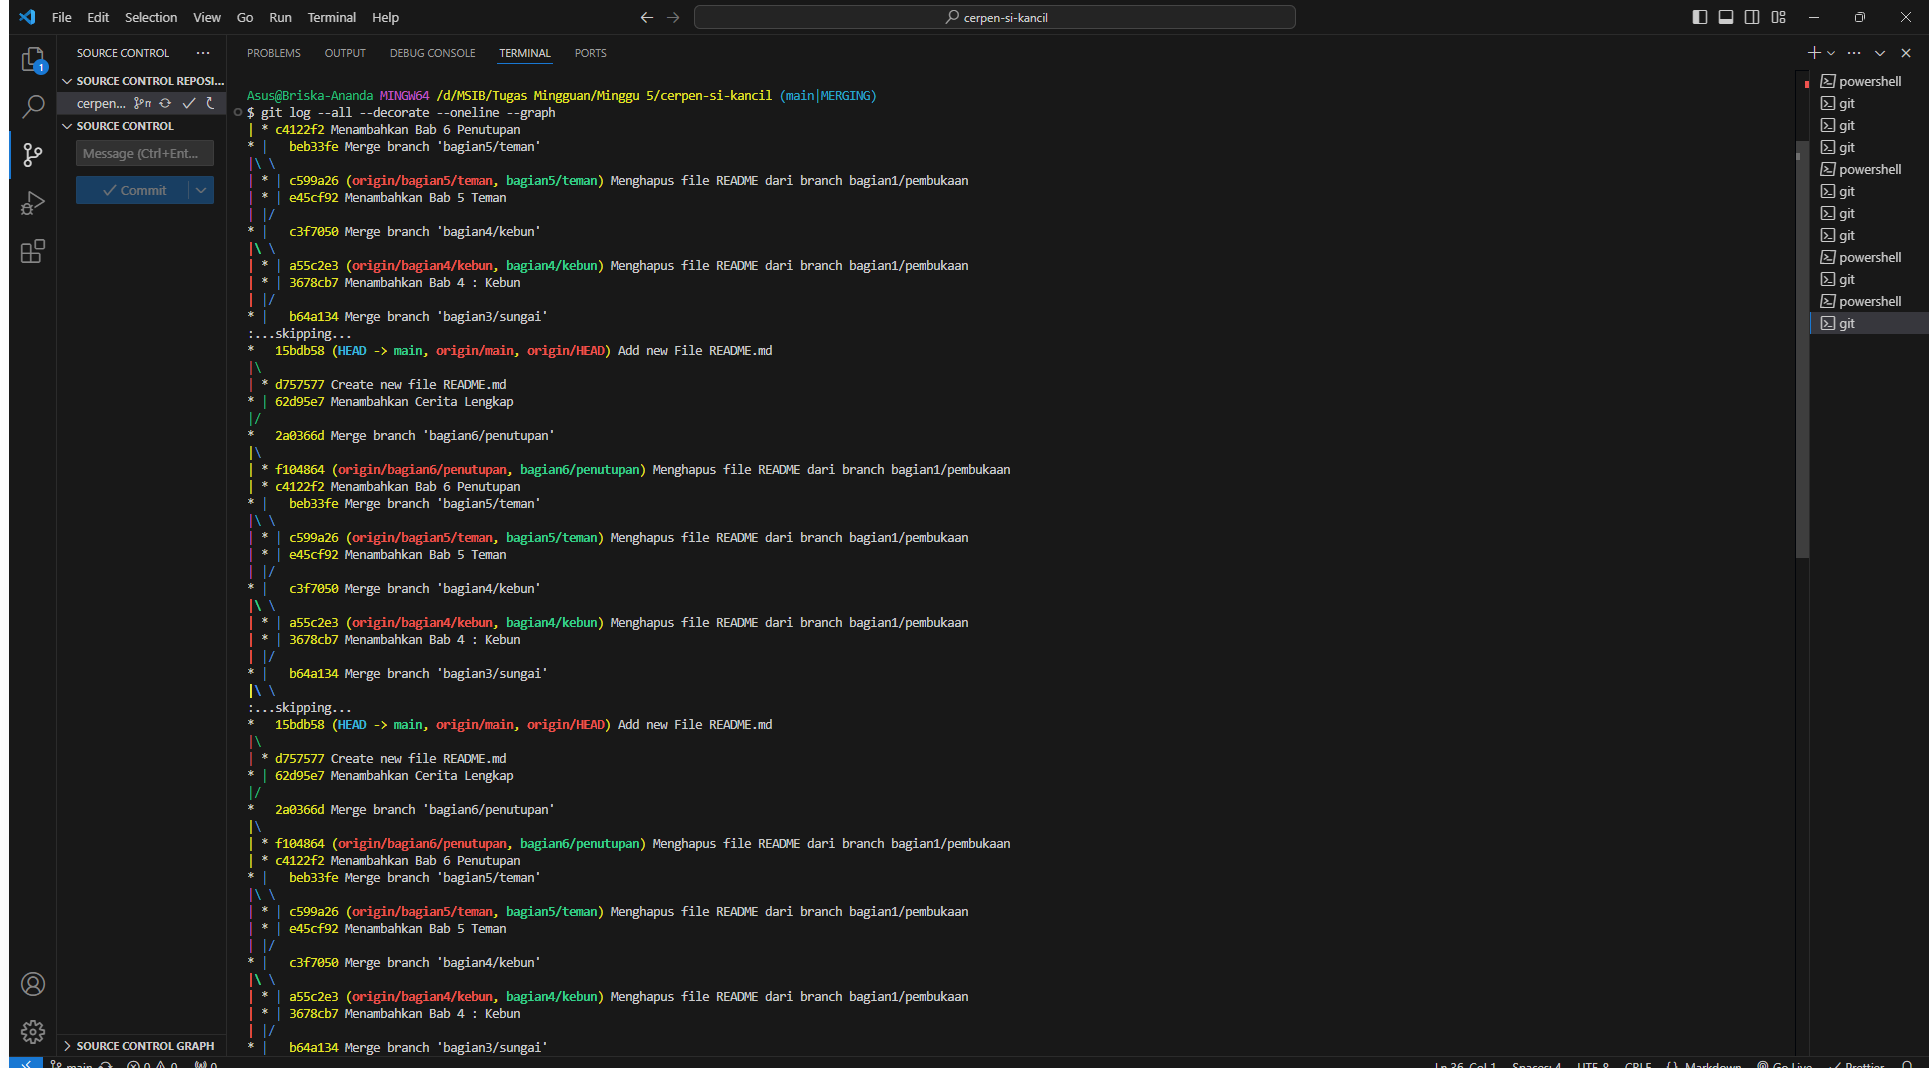 File Edit Selection View Go Run Terminal Help
cerpen-si-kancil
SOURCE CONTROL ...
PROBLEMS OUTPUT DEBUG CONSOLE TERMINAL PORTS
1
SOURCE CONTROL REPOSI...
cerpen...
SOURCE CONTROL
Message (Ctrl+Ent...
Commit
SOURCE CONTROL GRAPH
Asus@Briska-Ananda MINGW64 /d/MSIB/Tugas Mingguan/Minggu 5/cerpen-si-kancil (main|MERGING)
$ git log --all --decorate --oneline --graph
| * c4122f2 Menambahkan Bab 6 Penutupan
* |   beb33fe Merge branch 'bagian5/teman'
|\ \
| * | c599a26 (origin/bagian5/teman, bagian5/teman) Menghapus file README dari branch bagian1/pembukaan
| * | e45cf92 Menambahkan Bab 5 Teman
| |/
* |   c3f7050 Merge branch 'bagian4/kebun'
|\ \
| * | a55c2e3 (origin/bagian4/kebun, bagian4/kebun) Menghapus file README dari branch bagian1/pembukaan
| * | 3678cb7 Menambahkan Bab 4 : Kebun
| |/
* |   b64a134 Merge branch 'bagian3/sungai'
:...skipping...
*   15bdb58 (HEAD -> main, origin/main, origin/HEAD) Add new File README.md
|\
| * d757577 Create new file README.md
* | 62d95e7 Menambahkan Cerita Lengkap
|/
*   2a0366d Merge branch 'bagian6/penutupan'
|\
| * f104864 (origin/bagian6/penutupan, bagian6/penutupan) Menghapus file README dari branch bagian1/pembukaan
| * c4122f2 Menambahkan Bab 6 Penutupan
* |   beb33fe Merge branch 'bagian5/teman'
|\ \
| * | c599a26 (origin/bagian5/teman, bagian5/teman) Menghapus file README dari branch bagian1/pembukaan
| * | e45cf92 Menambahkan Bab 5 Teman
| |/
* |   c3f7050 Merge branch 'bagian4/kebun'
|\ \
| * | a55c2e3 (origin/bagian4/kebun, bagian4/kebun) Menghapus file README dari branch bagian1/pembukaan
| * | 3678cb7 Menambahkan Bab 4 : Kebun
| |/
* |   b64a134 Merge branch 'bagian3/sungai'
|\ \
:...skipping...
*   15bdb58 (HEAD -> main, origin/main, origin/HEAD) Add new File README.md
|\
| * d757577 Create new file README.md
* | 62d95e7 Menambahkan Cerita Lengkap
|/
*   2a0366d Merge branch 'bagian6/penutupan'
|\
| * f104864 (origin/bagian6/penutupan, bagian6/penutupan) Menghapus file README dari branch bagian1/pembukaan
| * c4122f2 Menambahkan Bab 6 Penutupan
* |   beb33fe Merge branch 'bagian5/teman'
|\ \
| * | c599a26 (origin/bagian5/teman, bagian5/teman) Menghapus file README dari branch bagian1/pembukaan
| * | e45cf92 Menambahkan Bab 5 Teman
| |/
* |   c3f7050 Merge branch 'bagian4/kebun'
|\ \
| * | a55c2e3 (origin/bagian4/kebun, bagian4/kebun) Menghapus file README dari branch bagian1/pembukaan
| * | 3678cb7 Menambahkan Bab 4 : Kebun
| |/
* |   b64a134 Merge branch 'bagian3/sungai'
powershell
git
git
git
powershell
git
git
git
powershell
git
powershell
git
main 0 0 0 Ln 36, Col 1 Spaces: 4 UTF-8 CRLF {} Markdown Go Live Prettier